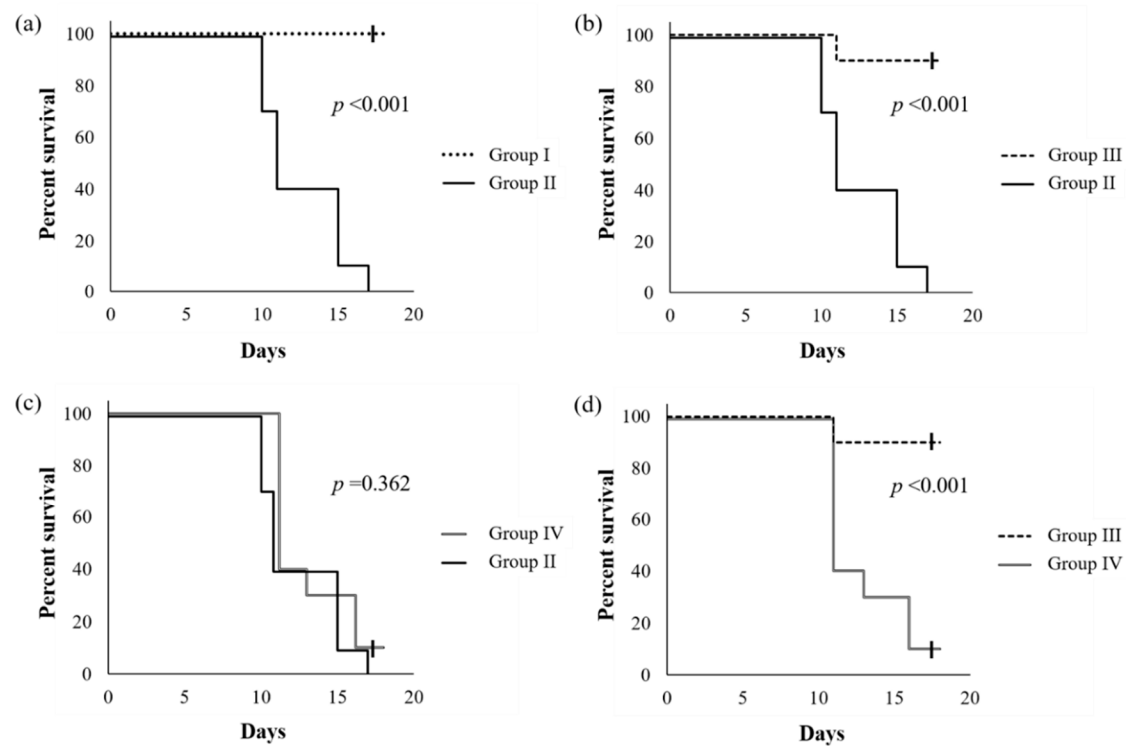 (a)
100
80
60
40
20
0
Percent survival
p <0.001
Group I
Group II
0 5 10 15 20
Days
(b)
100
80
60
40
20
0
Percent survival
p <0.001
Group III
Group II
0 5 10 15 20
Days
(c)
100
80
60
40
20
0
Percent survival
p =0.362
Group IV
Group II
0 5 10 15 20
Days
(d)
100
80
60
40
20
0
Percent survival
p <0.001
Group III
Group IV
0 5 10 15 20
Days